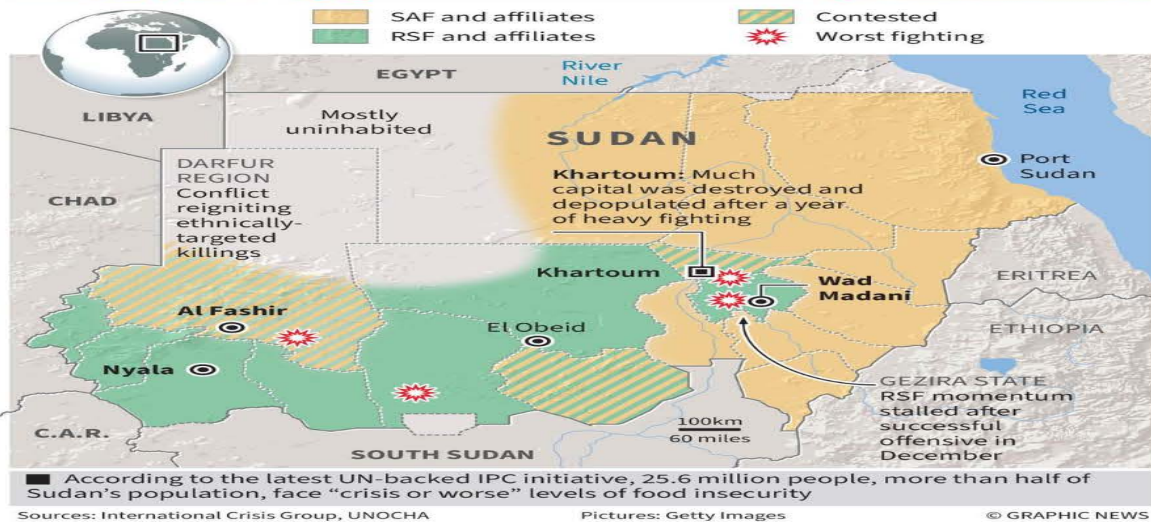 SAF and affiliates
Contested
RSF and affiliates
Worst fighting
EGYPT
River
Nile
LIBYA
Red
Sea
Mostly
uninhabited
SUDAN
Port
Sudan
DARFUR
REGION
Conflict
reigniting
ethnically-
targeted
killings
Khartoum: Much
capital was destroyed and
depopulated after a year
of heavy fighting
CHAD
Khartoum
Wad
Madani
ERITREA
Al Fashir
El Obeid
ETHIOPIA
Nyala
GEZIRA STATE
RSF momentum
stalled after
successful
offensive in
December
100km
60 miles
C.A.R.
SOUTH SUDAN
According to the latest UN-backed IPC initiative, 25.6 million people, more than half of
Sudan’s population, face “crisis or worse” levels of food insecurity
Sources: International Crisis Group, UNOCHA
Pictures: Getty Images
© GRAPHIC NEWS